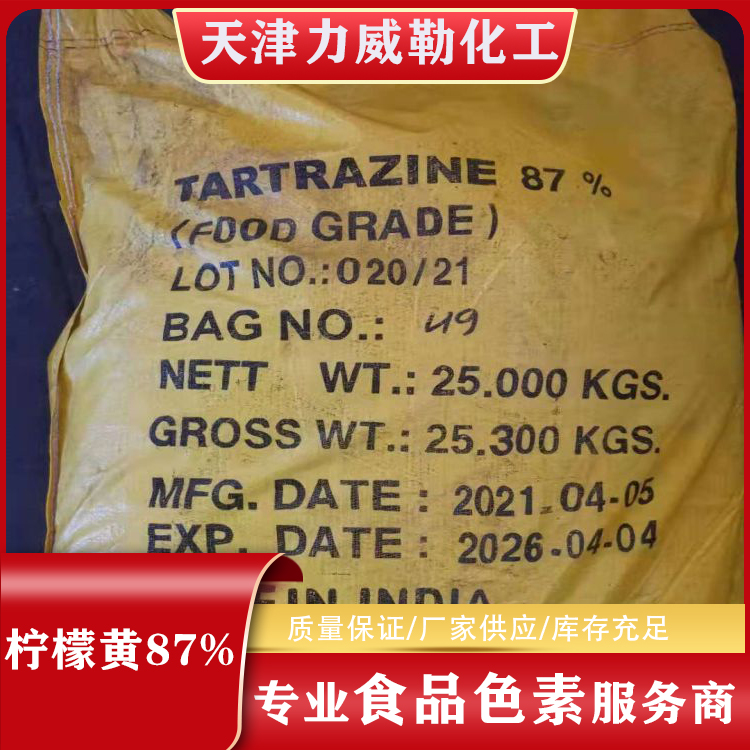 天津力威勒化工
TARTRAZINE 87 %
(FOOD GRADE)
LOT NO.:020/21
BAG NO.: 49
NETT WT.: 25.000 KGS.
GROSS WT.: 25.300 KGS.
MFG. DATE : 2021.04-05
EXP. DATE : 2026-04-04
IN INDIA
柠檬黄87%
质量保证/厂家供应/库存充足
专业食品色素服务商